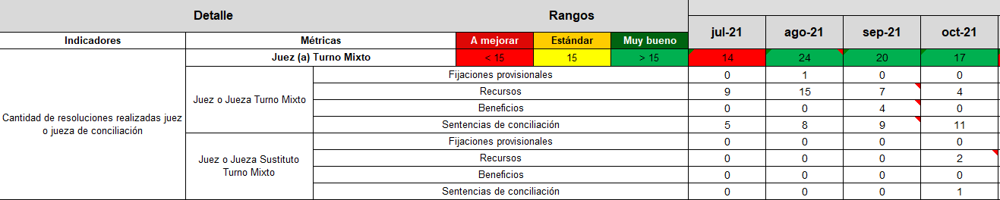 Detalle Rangos
jul-21 ago-21 sep-21 oct-21
Indicadores Métricas A mejorar Estándar Muy bueno
Juez (a) Turno Mixto < 15 15 > 15 14 24 20 17
Fijaciones provisionales 0 1 0 0
Recursos 9 15 7 4
Juez o Jueza Turno Mixto
Beneficios 0 0 4 0
Cantidad de resoluciones realizadas juez
o jueza de conciliación
Sentencias de conciliación 5 8 9 11
Fijaciones provisionales 0 0 0 0
Juez o Jueza Sustituto
Turno Mixto
Recursos 0 0 0 2
Beneficios 0 0 0 0
Sentencias de conciliación 0 0 0 1